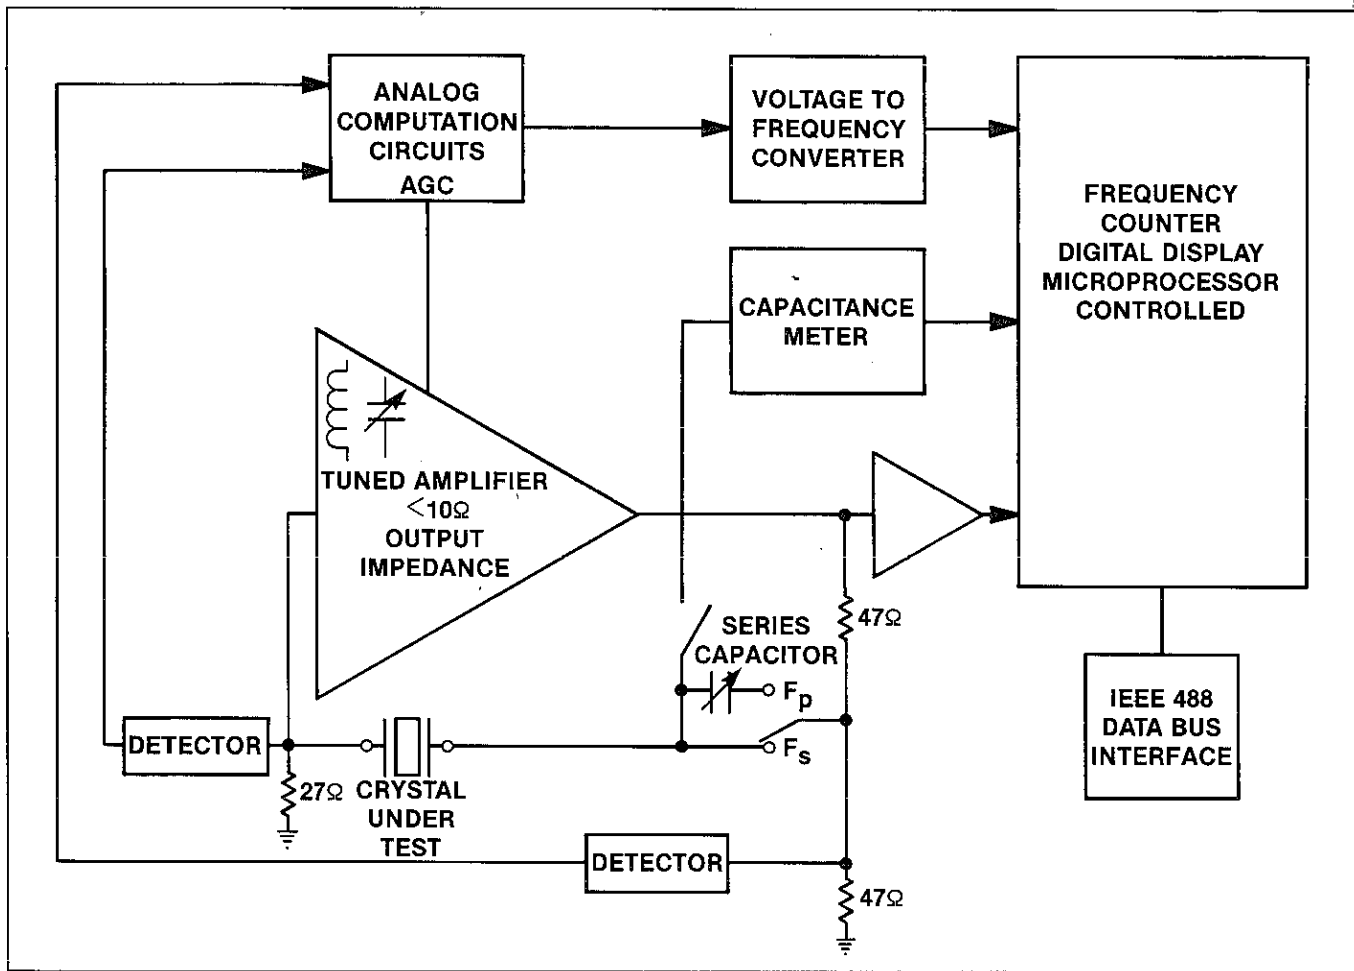 ANALOG
COMPUTATION
CIRCUITS
AGC
VOLTAGE TO
FREQUENCY
CONVERTER
FREQUENCY
COUNTER
DIGITAL DISPLAY
MICROPROCESSOR
CONTROLLED
CAPACITANCE
METER
TUNED AMPLIFIER
<10Ω
OUTPUT
IMPEDANCE
47Ω
SERIES
CAPACITOR
Fp
Fs
IEEE 488
DATA BUS
INTERFACE
DETECTOR
27Ω
CRYSTAL
UNDER
TEST
DETECTOR
47Ω